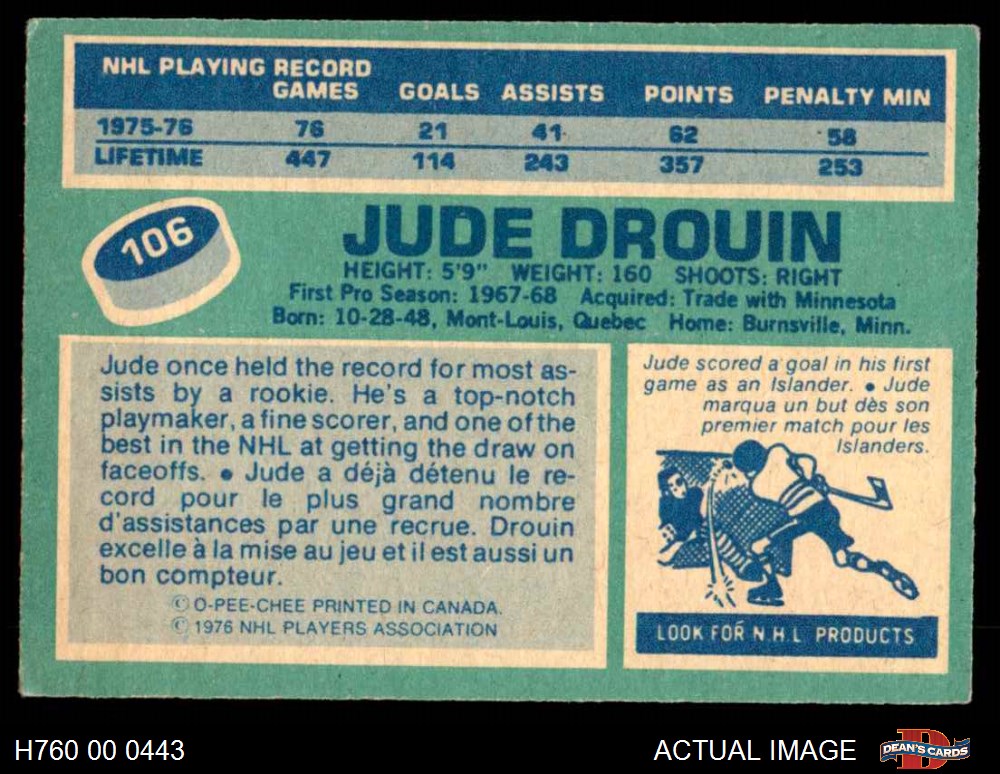 NHL PLAYING RECORD
GAMES GOALS ASSISTS POINTS PENALTY MIN
1975-76 76 21 41 62 58
LIFETIME 447 114 243 357 253
106
JUDE DROUIN
HEIGHT: 5'9" WEIGHT: 160 SHOOTS: RIGHT
First Pro Season: 1967-68 Acquired: Trade with Minnesota
Born: 10-28-48, Mont-Louis, Quebec Home: Burnsville, Minn.
Jude once held the record for most as-
sists by a rookie. He's a top-notch
playmaker, a fine scorer, and one of the
best in the NHL at getting the draw on
faceoffs. • Jude a déjà détenu le re-
cord pour le plus grand nombre
d'assistances par une recrue. Drouin
excelle à la mise au jeu et il est aussi un
bon compteur.
© O-PEE-CHEE PRINTED IN CANADA.
© 1976 NHL PLAYERS ASSOCIATION
Jude scored a goal in his first
game as an Islander. • Jude
marqua un but dès son
premier match pour les
Islanders.
LOOK FOR N.H.L PRODUCTS
H760 00 0443
ACTUAL IMAGE
DEAN'S CARDS